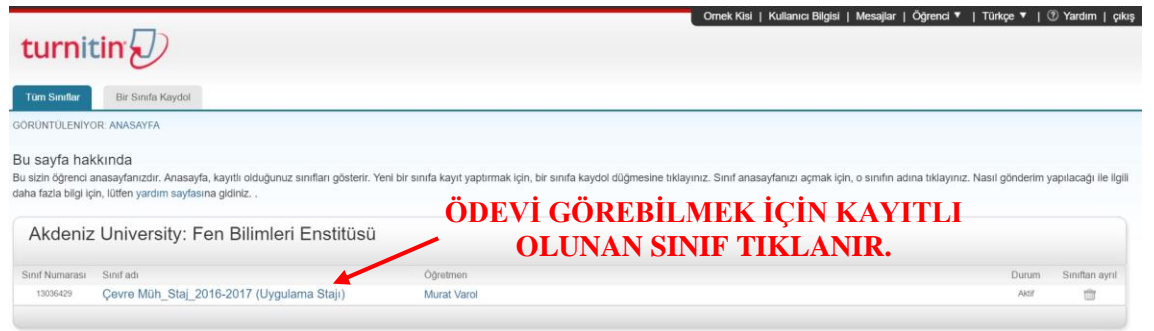 Ornek Kisi | Kullanıcı Bilgisi | Mesajlar | Öğrenci ▼ | Türkçe ▼ | ? Yardım | çıkış
turnitin
Tüm Sınıflar Bir Sınıfa Kaydol
GÖRÜNTÜLENİYOR: ANASAYFA
Bu sayfa hakkında
Bu sizin öğrenci anasayfanızdır. Anasayfa, kayıtlı olduğunuz sınıfları gösterir. Yeni bir sınıfa kayıt yaptırmak için, bir sınıfa kaydol düğmesine tıklayınız. Sınıf anasayfanızı açmak için, o sınıfın adına tıklayınız. Nasıl gönderim yapılacağı ile ilgili
daha fazla bilgi için, lütfen yardım sayfasına gidiniz. .
ÖDEVİ GÖREBİLMEK İÇİN KAYITLI
OLUNAN SINIF TIKLANIR.
Akdeniz University: Fen Bilimleri Enstitüsü
Sınıf Numarası Sınıf adı Öğretmen Durum Sınıftan ayrıl
13036429 Çevre Müh_Staj_2016-2017 (Uygulama Stajı) Murat Varol Aktif